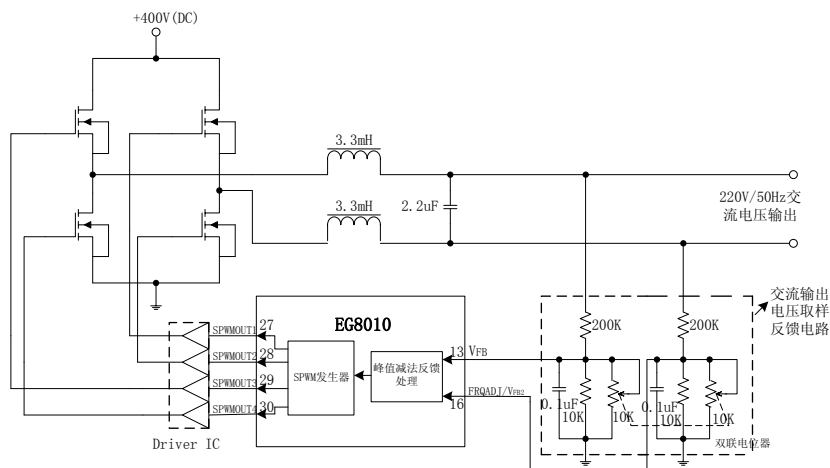 +400V(DC)
3.3mH
3.3mH
2.2uF
220V/50Hz交
流电压输出
交流输出
电压取样
反馈电路
EG8010
SPWMOUT1
27
SPWMOUT2
28
SPWMOUT3
29
SPWMOUT4
30
SPWM发生器
峰值减法反馈
处理
13
VFB
FRQADJ/VFB2
16
200K
200K
0.1uF
10K
10K
0.1uF
10K
10K
双联电位器
Driver IC